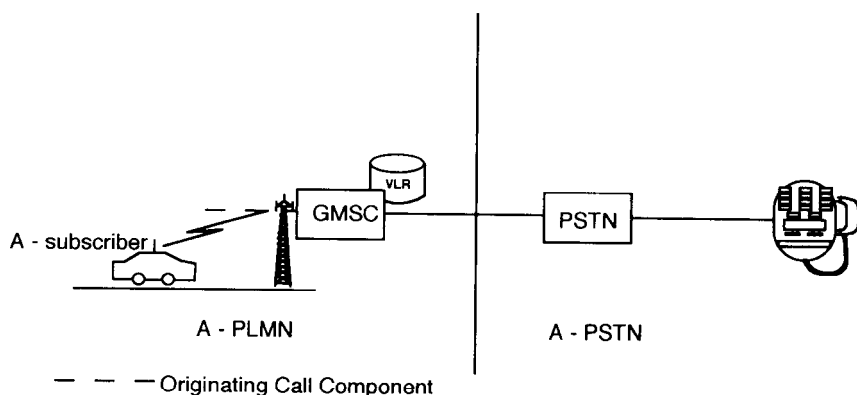 VLR
GMSC
PSTN
A - subscriber
A - PLMN
A - PSTN
Originating Call Component